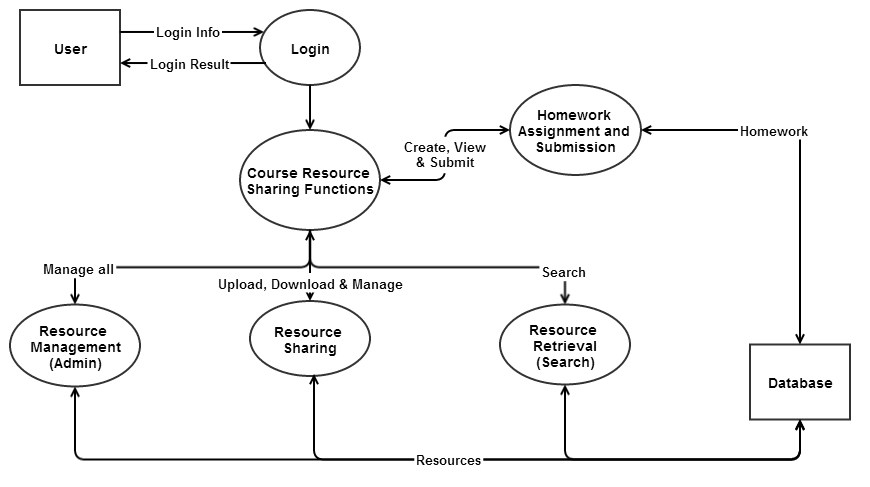 User
Login Info
Login Result
Login
Homework
Assignment and
Submission
Homework
Create, View
& Submit
Course Resource
Sharing Functions
Manage all
Upload, Download & Manage
Search
Resource
Management
(Admin)
Resource
Sharing
Resource
Retrieval
(Search)
Database
Resources